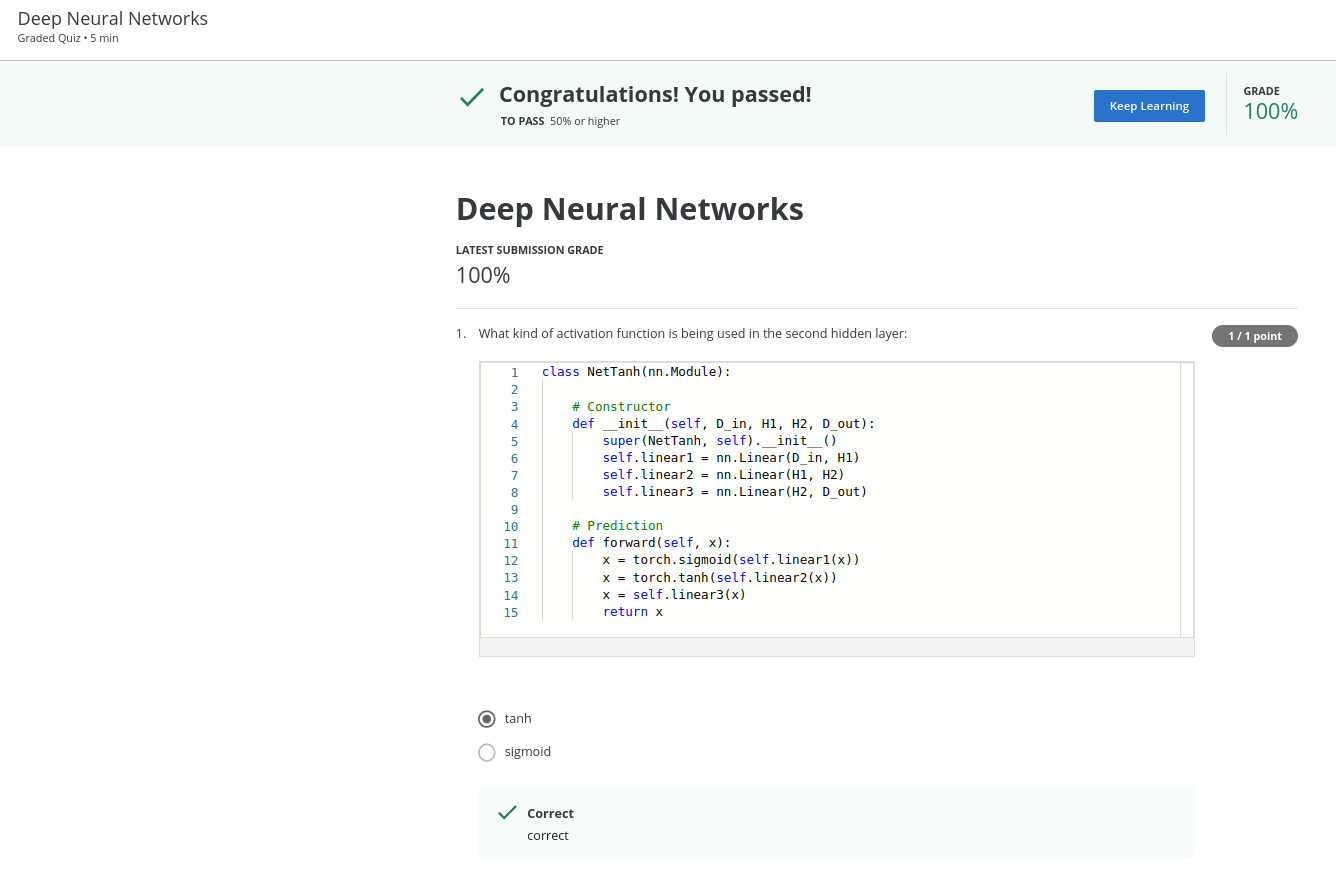 Deep Neural Networks
Graded Quiz • 5 min
Congratulations! You passed!
TO PASS 50% or higher
Keep Learning
GRADE
100%
Deep Neural Networks
LATEST SUBMISSION GRADE
100%
1. What kind of activation function is being used in the second hidden layer:
1 / 1 point
1 class NetTanh(nn.Module):
2
3     # Constructor
4     def __init__(self, D_in, H1, H2, D_out):
5         super(NetTanh, self).__init__()
6         self.linear1 = nn.Linear(D_in, H1)
7         self.linear2 = nn.Linear(H1, H2)
8         self.linear3 = nn.Linear(H2, D_out)
9
10     # Prediction
11     def forward(self, x):
12         x = torch.sigmoid(self.linear1(x))
13         x = torch.tanh(self.linear2(x))
14         x = self.linear3(x)
15         return x
tanh
sigmoid
Correct
correct